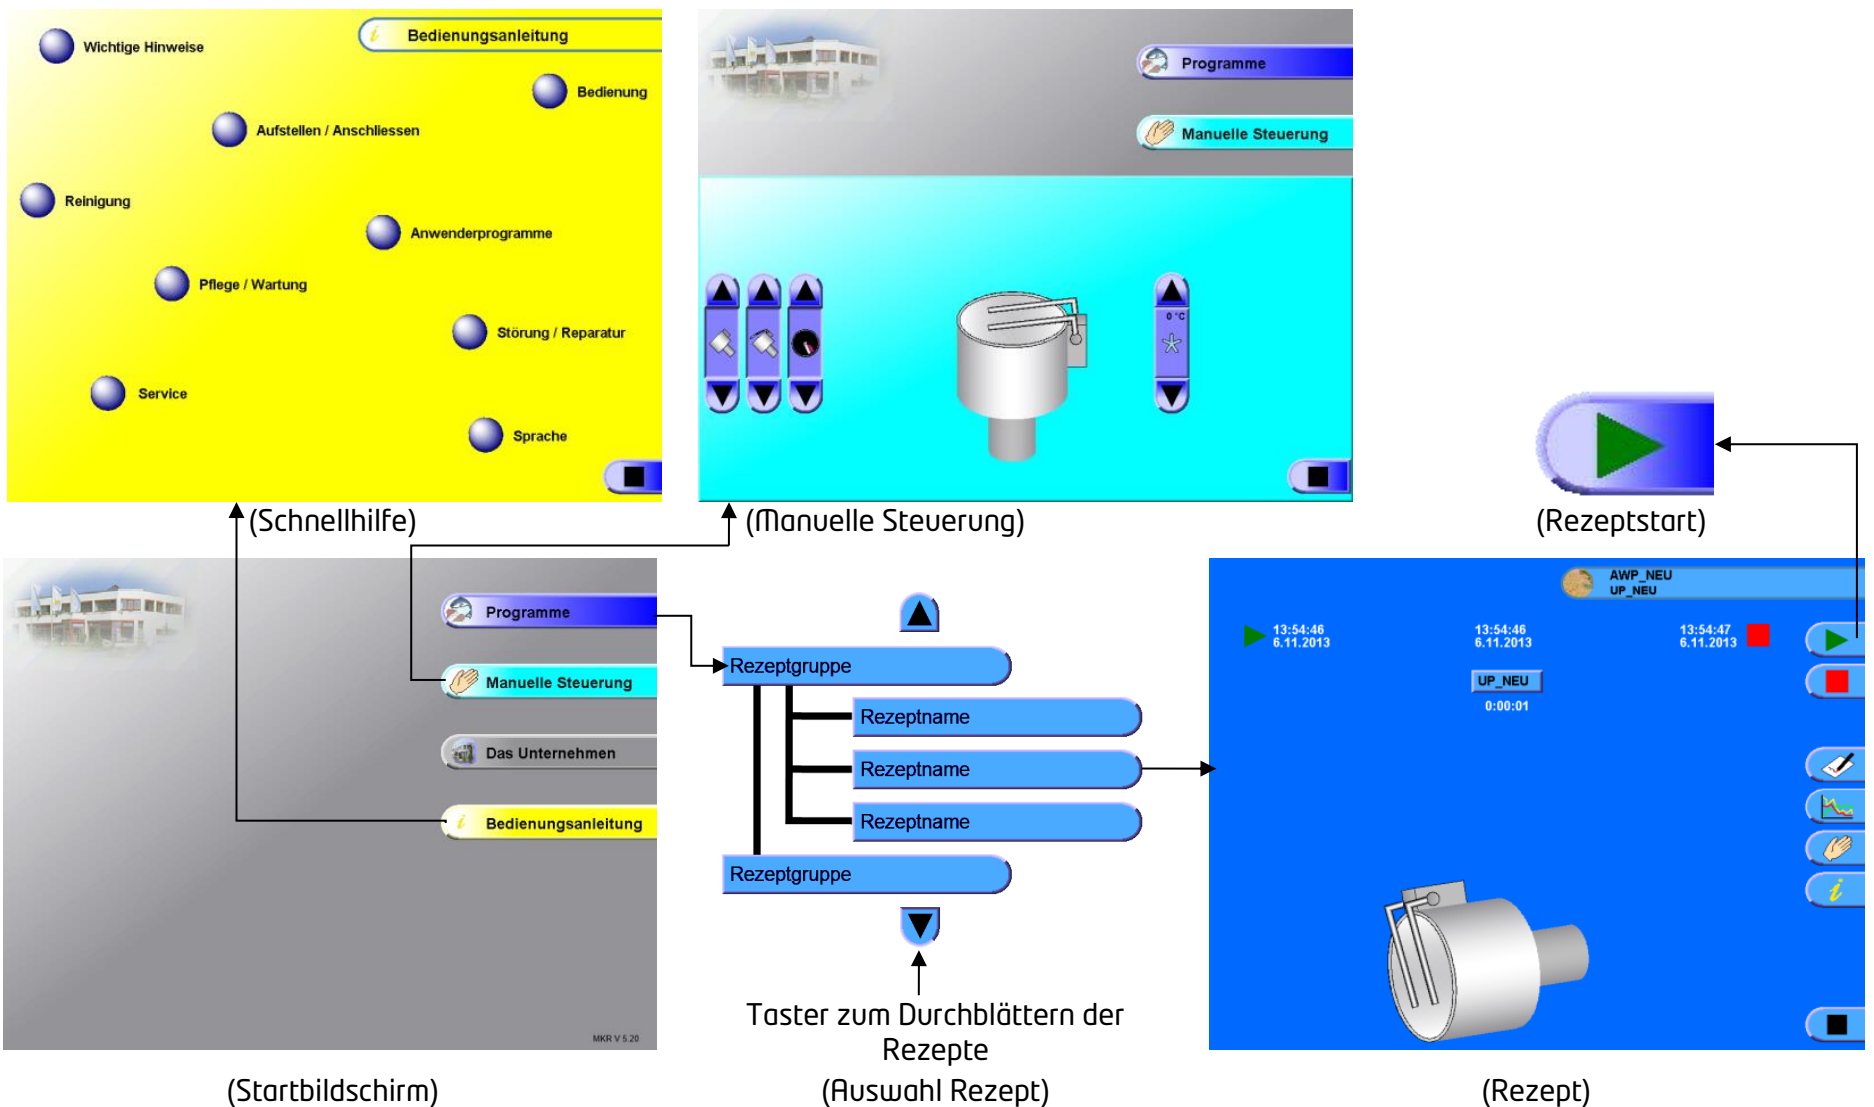 Bedienungsanleitung
Wichtige Hinweise
Bedienung
Aufstellen / Anschliessen
Reinigung
Anwenderprogramme
Pflege / Wartung
Störung / Reparatur
Service
Sprache
(Schnellhilfe)
Programme
Manuelle Steuerung
0 °C
(Manuelle Steuerung)
(Rezeptstart)
Programme
Manuelle Steuerung
Das Unternehmen
Bedienungsanleitung
MKR V 5.20
(Startbildschirm)
Rezeptgruppe
Rezeptname
Rezeptname
Rezeptname
Rezeptgruppe
Taster zum Durchblättern der
Rezepte
(Auswahl Rezept)
AWP_NEU
UP_NEU
13:54:46
6.11.2013
13:54:46
6.11.2013
13:54:47
6.11.2013
UP_NEU
0:00:01
(Rezept)